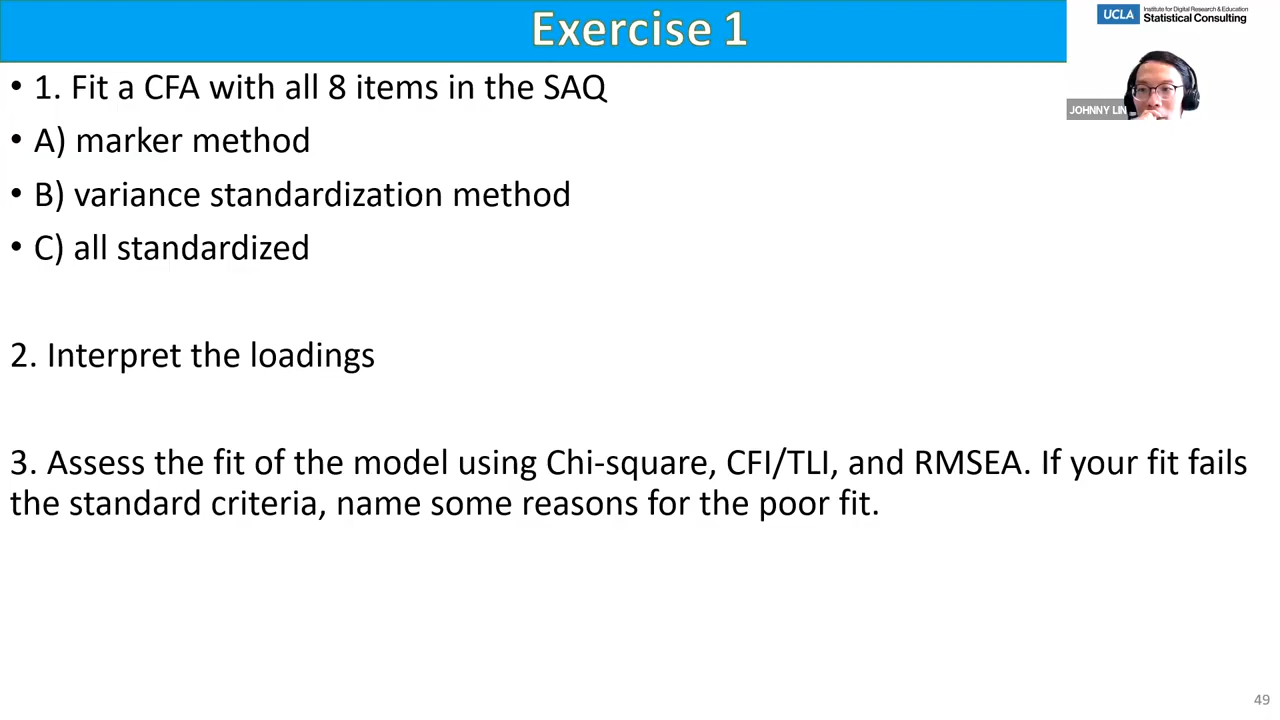 Exercise 1
UCLA
Institute for Digital Research & Education
Statistical Consulting
JOHNNY LIN
• 1. Fit a CFA with all 8 items in the SAQ
• A) marker method
• B) variance standardization method
• C) all standardized
2. Interpret the loadings
3. Assess the fit of the model using Chi-square, CFI/TLI, and RMSEA. If your fit fails
the standard criteria, name some reasons for the poor fit.
49